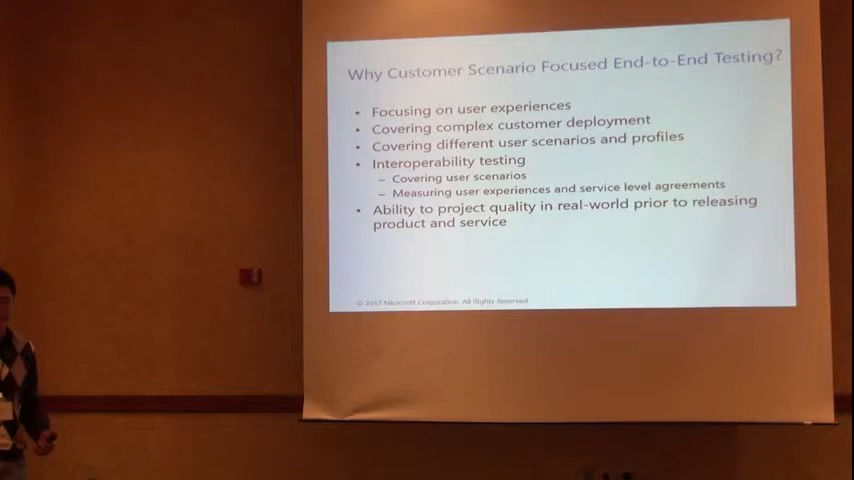 Why Customer Scenario Focused End-to-End Testing?
• Focusing on user experiences
• Covering complex customer deployment
• Covering different user scenarios and profiles
• Interoperability testing
– Covering user scenarios
– Measuring user experiences and service level agreements
• Ability to project quality in real-world prior to releasing
product and service
© 2012 Microsoft Corporation. All Rights Reserved